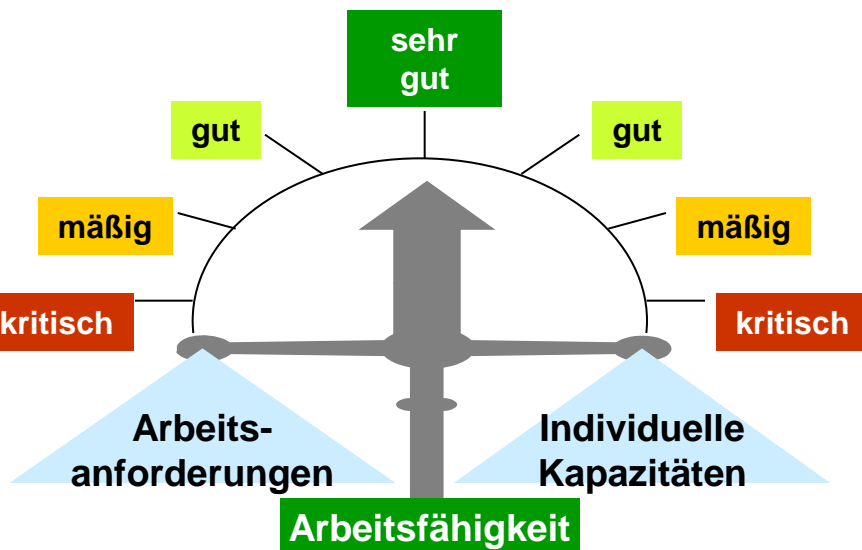 sehr
gut
gut
gut
mäßig
mäßig
kritisch
kritisch
Arbeits-
anforderungen
Individuelle
Kapazitäten
Arbeitsfähigkeit